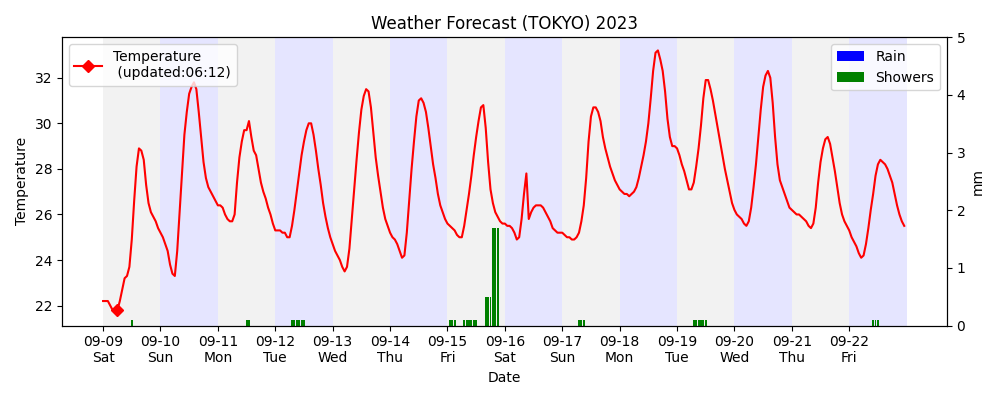 Weather Forecast (TOKYO) 2023
Temperature
(updated:06:12)
Rain
Showers
Temperature
32
30
28
26
24
22
5
4
3
2
1
0
mm
09-09 09-10 09-11 09-12 09-13 09-14 09-15 09-16 09-17 09-18 09-19 09-20 09-21 09-22
Sat Sun Mon Tue Wed Thu Fri Sat Sun Mon Tue Wed Thu Fri
Date